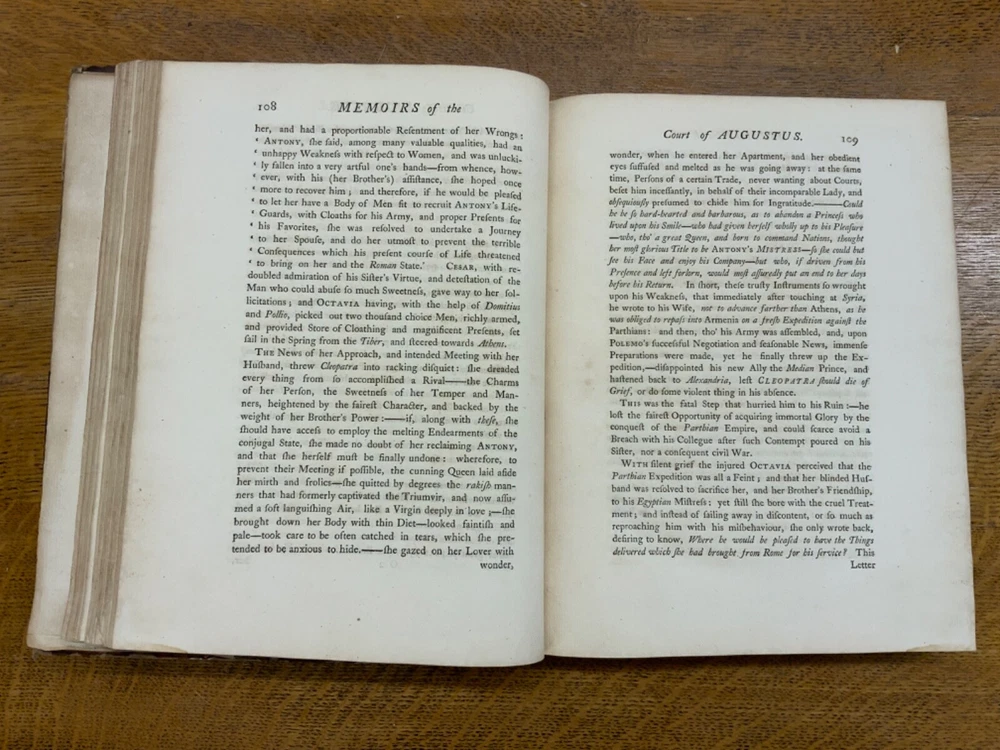 108 MEMOIRS of the
her, and had a proportionable Reſentment of her Wrongs:
‘ ANTONY, ſhe ſaid, among many valuable qualities, had an
‘ unhappy Weakneſs with reſpect to Women, and was unlucki-
‘ ly fallen into a very artful one's hands—from whence, how-
‘ ever, with his (her Brother's) aſſiſtance, ſhe hoped once
‘ more to recover him; and therefore, if he would be pleaſed
‘ to let her have a Body of Men fit to recruit ANTONY's Life-
‘ Guards, with Cloaths for his Army, and proper Preſents for
‘ his Favorites, ſhe was reſolved to undertake a Journey
‘ to her Spouſe, and do her utmoſt to prevent the terrible
‘ Conſequences which his preſent courſe of Life threatened
‘ to bring on her and the Roman State.’ CESAR, with re-
doubled admiration of his Siſter's Virtue, and deteſtation of the
Man who could abuſe ſo much Sweetneſs, gave way to her ſol-
licitations; and OCTAVIA having, with the help of Domitius
and Pollio, picked out two thouſand choice Men, richly armed,
and provided Store of Cloathing and magnificent Preſents, ſet
ſail in the Spring from the Tiber, and ſteered towards Athens.
THE News of her Approach, and intended Meeting with her
Huſband, threw Cleopatra into racking diſquiet: ſhe dreaded
every thing from ſo accompliſhed a Rival—the Charms
of her Perſon, the Sweetneſs of her Temper and Man-
ners, heightened by the faireſt Character, and backed by the
weight of her Brother's Power:—if, along with theſe, ſhe
ſhould have acceſs to employ the melting Endearments of the
conjugal State, ſhe made no doubt of her reclaiming ANTONY,
and that ſhe herſelf muſt be finally undone: wherefore, to
prevent their Meeting if poſſible, the cunning Queen laid aſide
her mirth and frolics—ſhe quitted by degrees the rakiſh man-
ners that had formerly captivated the Triumvir, and now aſſu-
med a ſoft languiſhing Air, like a Virgin deeply in love;—ſhe
brought down her Body with thin Diet—looked faintiſh and
pale—took care to be often catched in tears, which ſhe pre-
tended to be anxious to hide.——ſhe gazed on her Lover with
wonder,
Court of AUGUSTUS. 109
wonder, when he entered her Apartment, and her obedient
eyes ſuffuſed and melted as he was going away: at the ſame
time, Perſons of a certain Trade, never wanting about Courts,
beſet him inceſſantly, in behalf of their incomparable Lady, and
obſequiouſly preſumed to chide him for Ingratitude.——Could
he be ſo hard-hearted and barbarous, as to abandon a Princeſs who
lived upon his Smile—who had given herſelf wholly up to his Pleaſure
—who, tho' a great Queen, and born to command Nations, thought
her moſt glorious Title to be ANTONY's MISTRESS—ſo ſhe could but
ſee his Face and enjoy his Company—but who, if driven from his
Preſence and left forlorn, would moſt aſſuredly put an end to her days
before his Return. In ſhort, theſe truſty Inſtruments ſo wrought
upon his Weakneſs, that immediately after touching at Syria,
he wrote to his Wife, not to advance farther than Athens, as he
was obliged to repaſs into Armenia on a freſh Expedition againſt the
Parthians: and then, tho' his Army was aſſembled, and, upon
POLEMO's ſucceſsful Negotiation and ſeaſonable News, immenſe
Preparations were made, yet he finally threw up the Ex-
pedition,—diſappointed his new Ally the Median Prince, and
haſtened back to Alexandria, leſt CLEOPATRA ſhould die of
Grief, or do ſome violent thing in his abſence.
THIS was the fatal Step that hurried him to his Ruin:—he
loſt the faireſt Opportunity of acquiring immortal Glory by the
conqueſt of the Parthian Empire, and could ſcarce avoid a
Breach with his Collegue after ſuch Contempt poured on his
Siſter, nor a conſequent civil War.
WITH ſilent grief the injured OCTAVIA perceived that the
Parthian Expedition was all a Feint; and that her blinded Huſ-
band was reſolved to ſacrifice her, and her Brother's Friendſhip,
to his Egyptian Miſtreſs: yet ſtill ſhe bore with the cruel Treat-
ment; and inſtead of ſailing away in diſcontent, or ſo much as
reproaching him with his miſbehaviour, ſhe only wrote back,
deſiring to know, Where he would be pleaſed to have the Things
delivered which ſhe had brought from Rome for his ſervice? This
Letter